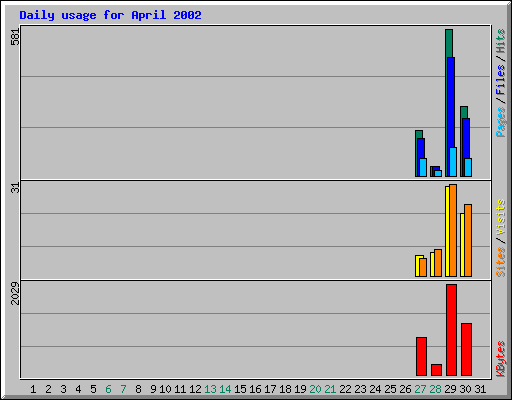 Daily usage for April 2002
581
Pages / Files / Hits
31
Sites / Visits
2029
KBytes
1 2 3 4 5 6 7 8 9 10 11 12 13 14 15 16 17 18 19 20 21 22 23 24 25 26 27 28 29 30 31